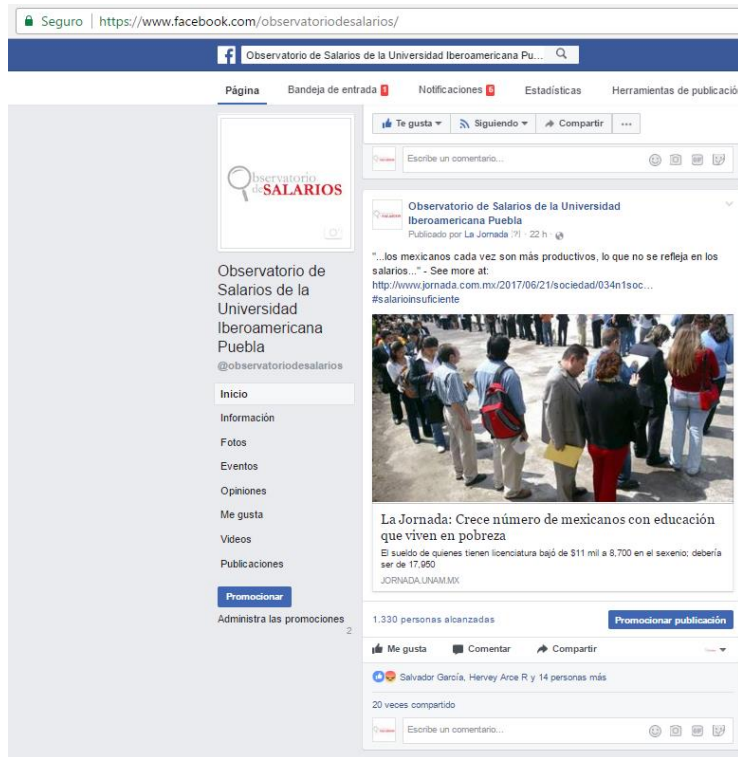 Seguro | https://www.facebook.com/observatoriodesalarios/
Observatorio de Salarios de la Universidad Iberoamericana Pu...
Página Bandeja de entrada 1 Notificaciones 5 Estadísticas Herramientas de publicació
Observatorio
de SALARIOS
Observatorio de
Salarios de la
Universidad
Iberoamericana
Puebla
@observatoriodesalarios
Inicio
Información
Fotos
Eventos
Opiniones
Me gusta
Videos
Publicaciones
Promocionar
Administra las promociones
2
Te gusta Siguiendo Compartir ...
Escribe un comentario...
Observatorio de Salarios de la Universidad
Iberoamericana Puebla
Publicado por La Jornada [?] · 22 h ·
"...los mexicanos cada vez son más productivos, lo que no se refleja en los
salarios..." - See more at:
http://www.jornada.com.mx/2017/06/21/sociedad/034n1soc...
#salarioinsuficiente
La Jornada: Crece número de mexicanos con educación
que viven en pobreza
El sueldo de quienes tienen licenciatura bajó de $11 mil a 8,700 en el sexenio; debería
ser de 17,950
JORNADA.UNAM.MX
1.330 personas alcanzadas Promocionar publicación
Me gusta Comentar Compartir
Salvador García, Hervey Arce R y 14 personas más
20 veces compartido
Escribe un comentario...